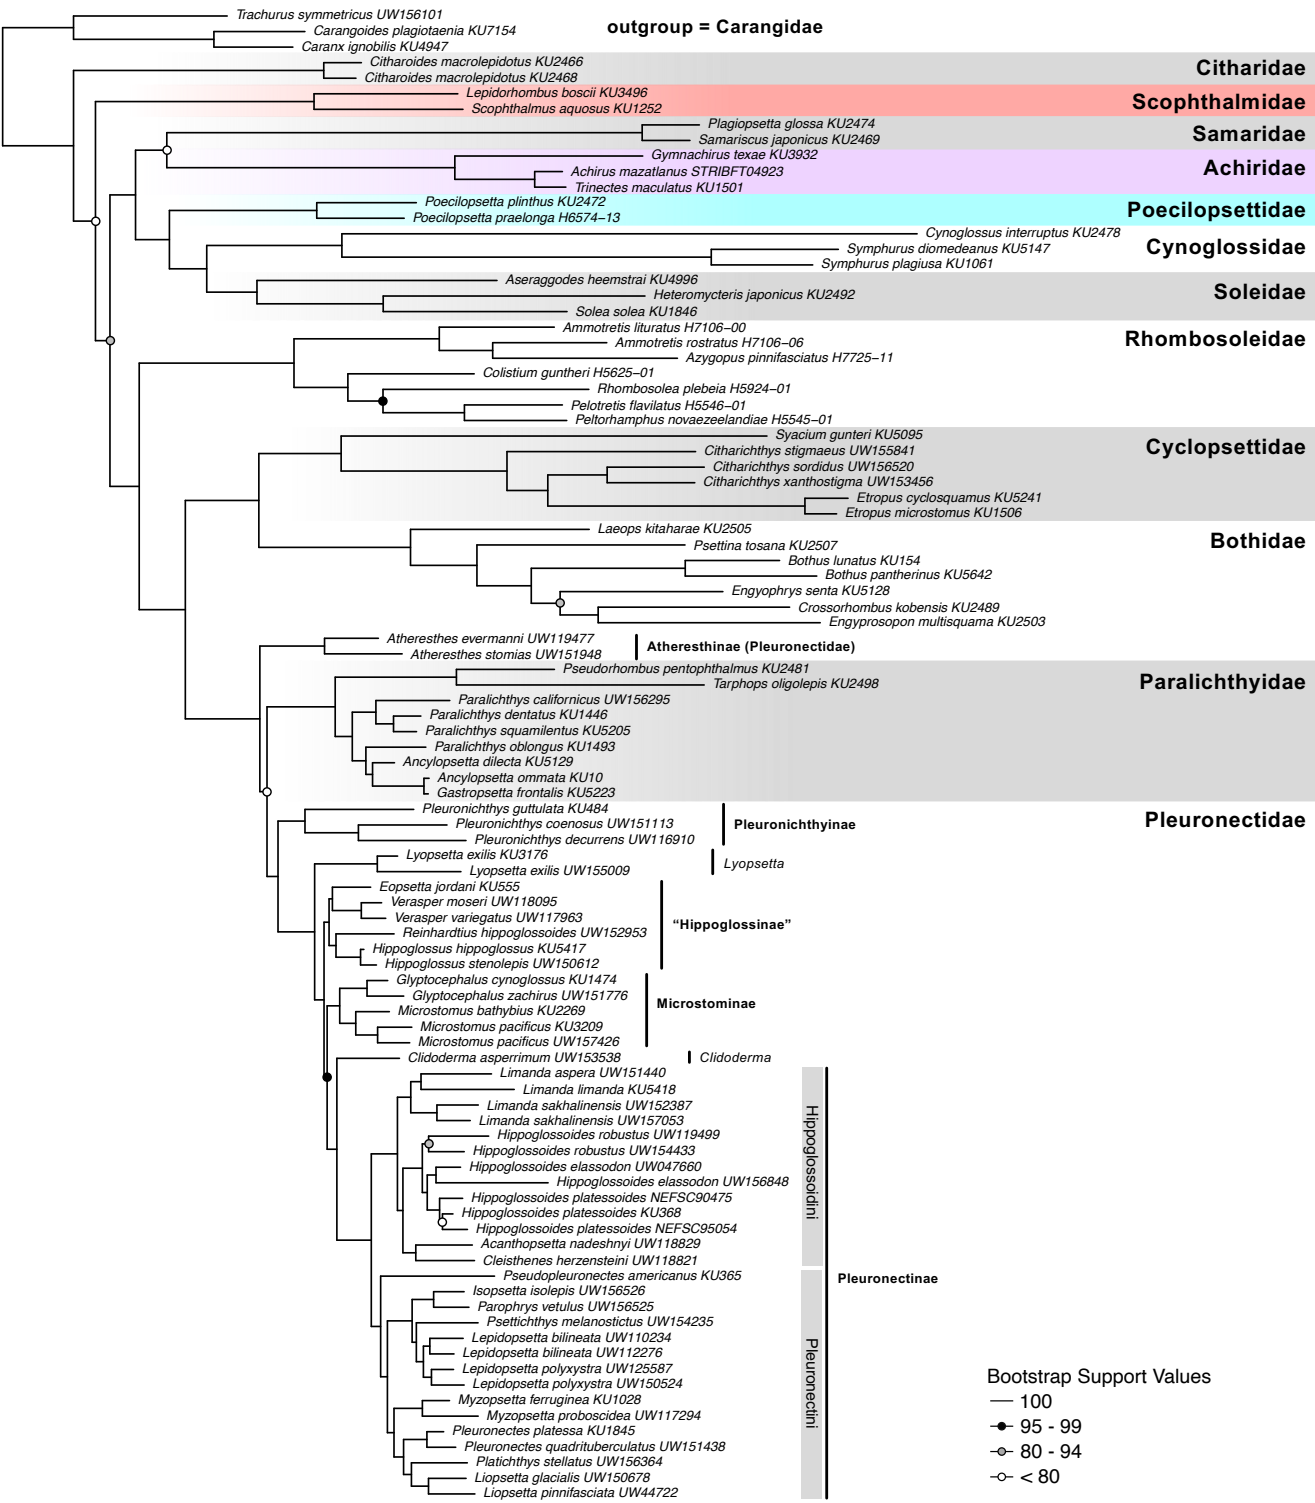 Trachurus symmetricus UW156101
outgroup = Carangidae
Carangoides plagiotaenia KU7154
Caranx ignobilis KU4947
Citharoides macrolepidotus KU2466
Citharidae
Citharoides macrolepidotus KU2468
Lepidorhombus boscii KU3496
Scophthalmidae
Scophthalmus aquosus KU1252
Plagiopsetta glossa KU2474
Samaridae
Samariscus japonicus KU2469
Gymnachirus texae KU3932
Achiridae
Achirus mazatlanus STRIBFT04923
Trinectes maculatus KU1501
Poecilopsetta plinthus KU2472
Poecilopsettidae
Poecilopsetta praelonga H6574−13
Cynoglossus interruptus KU2478
Cynoglossidae
Symphurus diomedeanus KU5147
Symphurus plagiusa KU1061
Aseraggodes heemstrai KU4996
Soleidae
Heteromycteris japonicus KU2492
Solea solea KU1846
Ammotretis lituratus H7106−00
Rhombosoleidae
Ammotretis rostratus H7106−06
Azygopus pinnifasciatus H7725−11
Colistium guntheri H5625−01
Rhombosolea plebeia H5924−01
Pelotretis flavilatus H5546−01
Peltorhamphus novaezeelandiae H5545−01
Syacium gunteri KU5095
Cyclopsettidae
Citharichthys stigmaeus UW155841
Citharichthys sordidus UW156520
Citharichthys xanthostigma UW153456
Etropus cyclosquamus KU5241
Etropus microstomus KU1506
Laeops kitaharae KU2505
Bothidae
Psettina tosana KU2507
Bothus lunatus KU154
Bothus pantherinus KU5642
Engyophrys senta KU5128
Crossorhombus kobensis KU2489
Engyprosopon multisquama KU2503
Atheresthes evermanni UW119477
Atheresthinae (Pleuronectidae)
Atheresthes stomias UW151948
Pseudorhombus pentophthalmus KU2481
Paralichthyidae
Tarphops oligolepis KU2498
Paralichthys californicus UW156295
Paralichthys dentatus KU1446
Paralichthys squamilentus KU5205
Paralichthys oblongus KU1493
Ancylopsetta dilecta KU5129
Ancylopsetta ommata KU10
Gastropsetta frontalis KU5223
Pleuronichthys guttulata KU484
Pleuronectidae
Pleuronichthys coenosus UW151113
Pleuronichthyinae
Pleuronichthys decurrens UW116910
Lyopsetta exilis KU3176
Lyopsetta
Lyopsetta exilis UW155009
Eopsetta jordani KU555
Verasper moseri UW118095
Verasper variegatus UW117963
“Hippoglossinae”
Reinhardtius hippoglossoides UW152953
Hippoglossus hippoglossus KU5417
Hippoglossus stenolepis UW150612
Glyptocephalus cynoglossus KU1474
Glyptocephalus zachirus UW151776
Microstominae
Microstomus bathybius KU2269
Microstomus pacificus KU3209
Microstomus pacificus UW157426
Clidoderma asperrimum UW153538
Clidoderma
Limanda aspera UW151440
Limanda limanda KU5418
Limanda sakhalinensis UW152387
Limanda sakhalinensis UW157053
Hippoglossoides robustus UW119499
Hippoglossoides robustus UW154433
Hippoglossoidini
Hippoglossoides elassodon UW047660
Hippoglossoides elassodon UW156848
Hippoglossoides platessoides NEFSC90475
Hippoglossoides platessoides KU368
Hippoglossoides platessoides NEFSC95054
Acanthopsetta nadeshnyi UW118829
Cleisthenes herzensteini UW118821
Pseudopleuronectes americanus KU365
Pleuronectinae
Isopsetta isolepis UW156526
Parophrys vetulus UW156525
Psettichthys melanostictus UW154235
Lepidopsetta bilineata UW110234
Lepidopsetta bilineata UW112276
Lepidopsetta polyxystra UW125587
Lepidopsetta polyxystra UW150524
Pleuronectini
Myzopsetta ferruginea KU1028
Myzopsetta proboscidea UW117294
Pleuronectes platessa KU1845
Pleuronectes quadrituberculatus UW151438
Platichthys stellatus UW156364
Liopsetta glacialis UW150678
Liopsetta pinnifasciata UW44722
Bootstrap Support Values
100
95 - 99
80 - 94
< 80